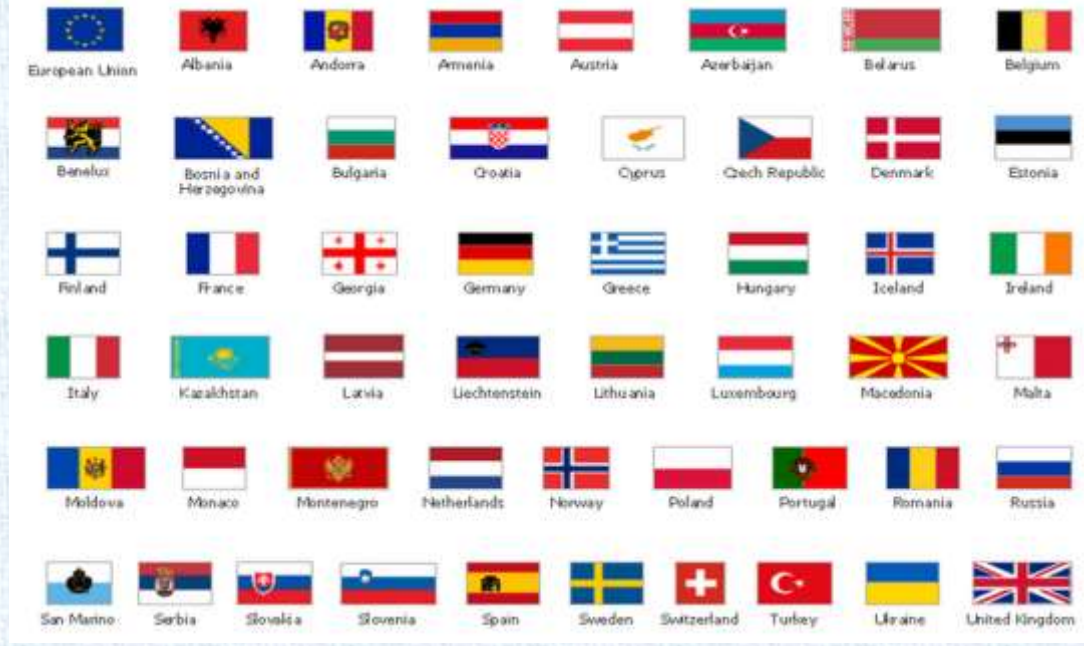 European Union Albania Andorra Armenia Austria Azerbaijan Belarus Belgium
Benelux Bosnia and Herzegovina Bulgaria Croatia Cyprus Czech Republic Denmark Estonia
Finland France Georgia Germany Greece Hungary Iceland Ireland
Italy Kazakhstan Latvia Liechtenstein Lithuania Luxembourg Macedonia Malta
Moldova Monaco Montenegro Netherlands Norway Poland Portugal Romania Russia
San Marino Serbia Slovakia Slovenia Spain Sweden Switzerland Turkey Ukraine United Kingdom